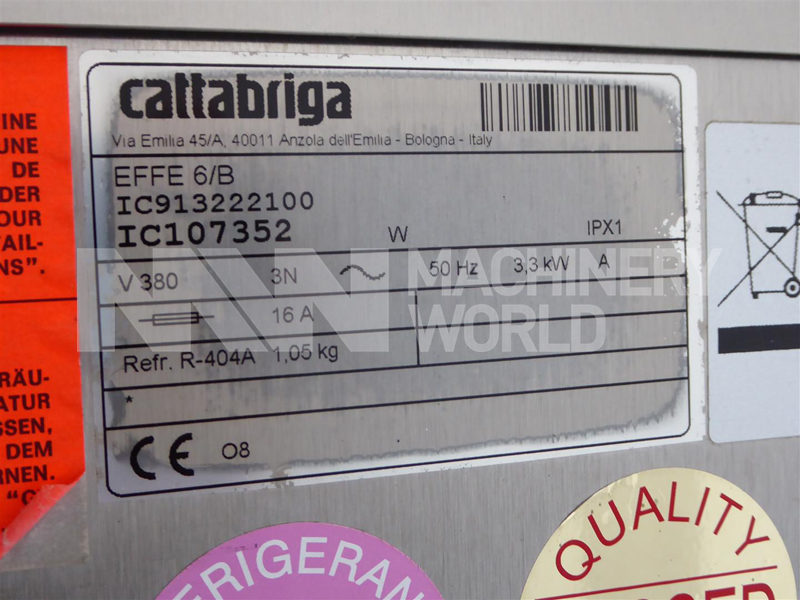 cattabriga
Via Emilia 45/A, 40011 Anzola dell'Emilia - Bologna - Italy
EFFE 6/B
IC913222100
IC107352 W IPX1
V 380 3N 50 Hz 3,3 kW A
16 A
Refr. R-404A 1,05 kg
*
CE 08
MACHINERY
WORLD
INE
UNE
DE
DER
OUR
AIL-
NS".
RÄU-
ATUR
SSEN,
DEM
RNEN.
"G
FRIGERAN
QUALITY